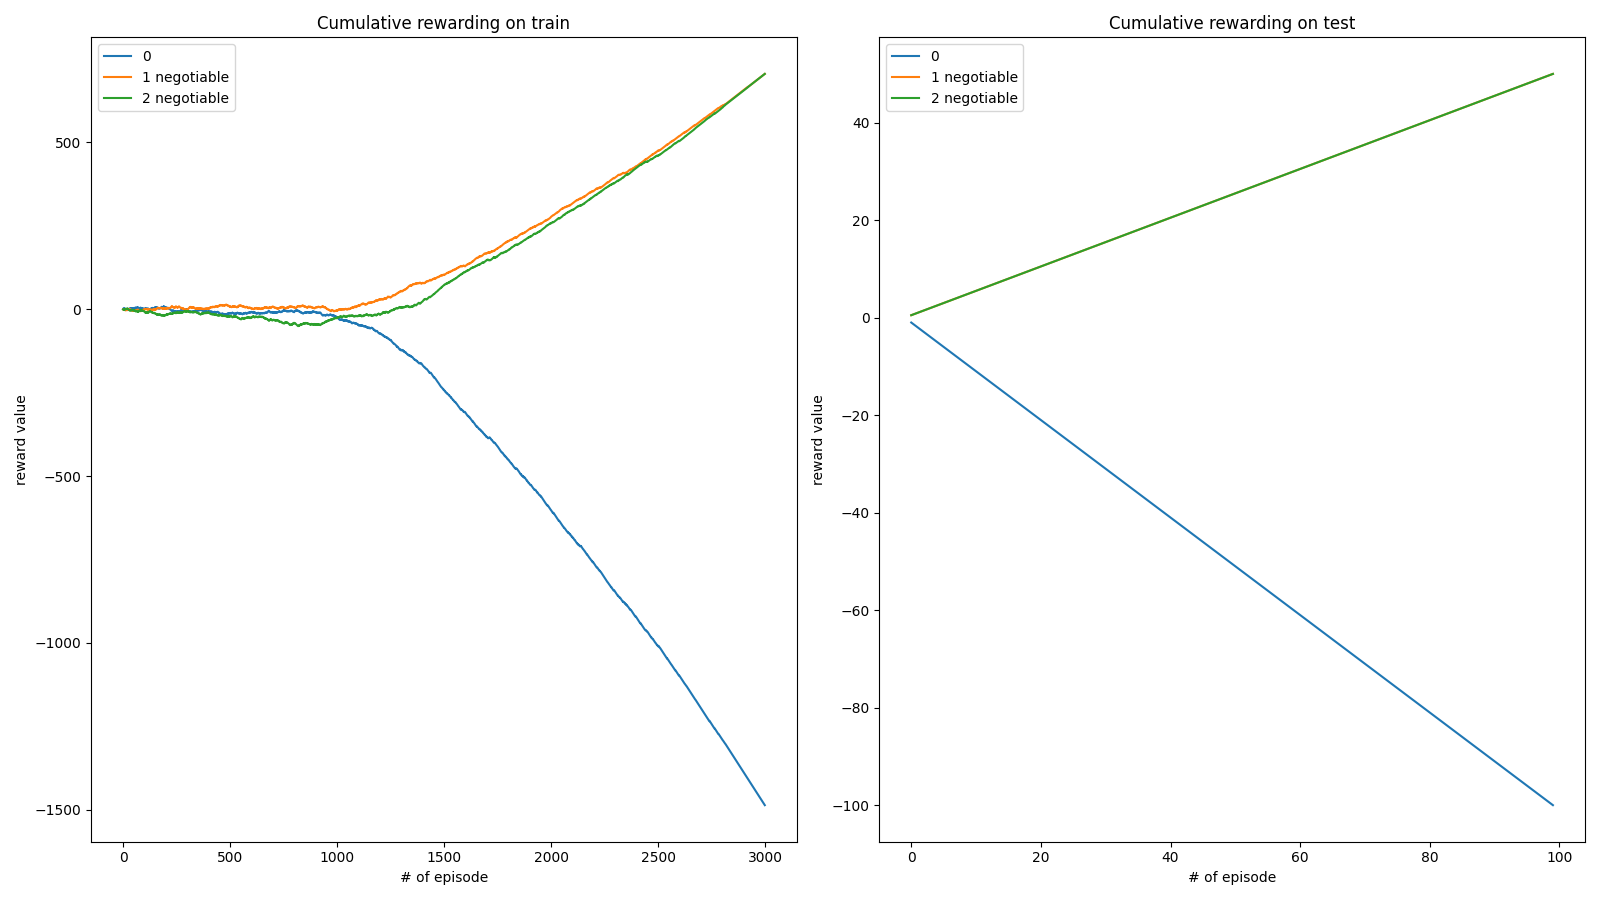 Cumulative rewarding on train
0
1 negotiable
2 negotiable
500
0
−500
−1000
−1500
reward value
0
500
1000
1500
2000
2500
3000
# of episode
Cumulative rewarding on test
0
1 negotiable
2 negotiable
40
20
0
−20
−40
−60
−80
−100
reward value
0
20
40
60
80
100
# of episode